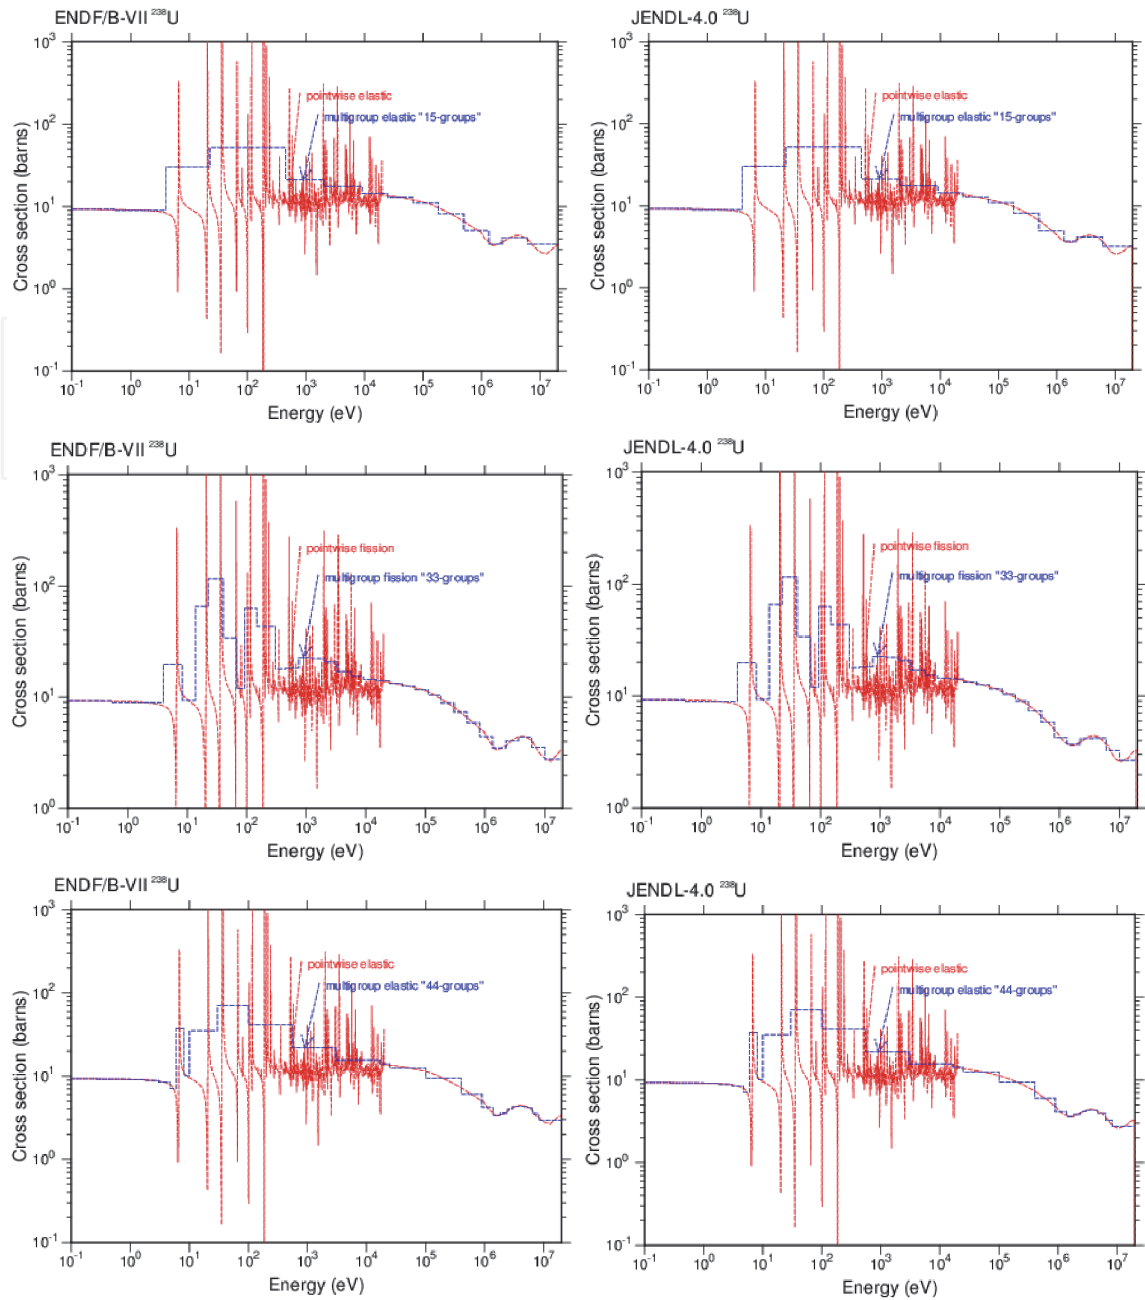 ENDF/B-VII ²³⁸U
10³
10²
10¹
10⁰
10⁻¹
Cross section (barns)
pointwise elastic
multigroup elastic "15-groups"
10⁻¹ 10⁰ 10¹ 10² 10³ 10⁴ 10⁵ 10⁶ 10⁷
Energy (eV)
JENDL-4.0 ²³⁸U
10³
10²
10¹
10⁰
10⁻¹
Cross section (barns)
pointwise elastic
multigroup elastic "15-groups"
10⁻¹ 10⁰ 10¹ 10² 10³ 10⁴ 10⁵ 10⁶ 10⁷
Energy (eV)
ENDF/B-VII ²³⁸U
10³
10²
10¹
10⁰
Cross section (barns)
pointwise fission
multigroup fission "33-groups"
10⁻¹ 10⁰ 10¹ 10² 10³ 10⁴ 10⁵ 10⁶ 10⁷
Energy (eV)
JENDL-4.0 ²³⁸U
10³
10²
10¹
10⁰
Cross section (barns)
pointwise fission
multigroup fission "33-groups"
10⁻¹ 10⁰ 10¹ 10² 10³ 10⁴ 10⁵ 10⁶ 10⁷
Energy (eV)
ENDF/B-VII ²³⁸U
10³
10²
10¹
10⁰
10⁻¹
Cross section (barns)
pointwise elastic
multigroup elastic "44-groups"
10⁻¹ 10⁰ 10¹ 10² 10³ 10⁴ 10⁵ 10⁶ 10⁷
Energy (eV)
JENDL-4.0 ²³⁸U
10³
10²
10¹
10⁰
10⁻¹
Cross section (barns)
pointwise elastic
multigroup elastic "44-groups"
10⁻¹ 10⁰ 10¹ 10² 10³ 10⁴ 10⁵ 10⁶ 10⁷
Energy (eV)